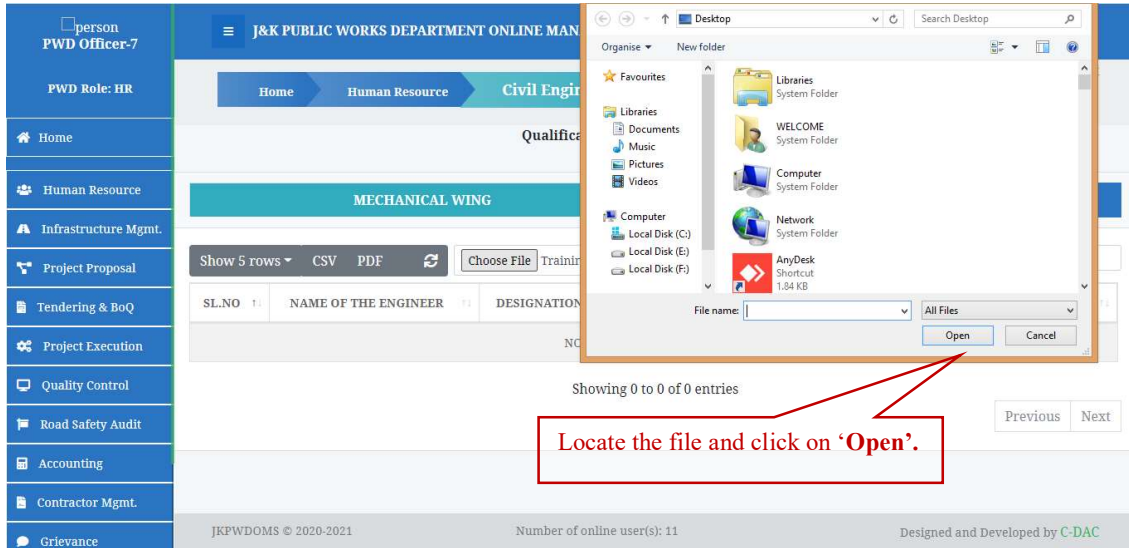 person
PWD Officer-7
PWD Role: HR
Home
Human Resource
Infrastructure Mgmt.
Project Proposal
Tendering & BoQ
Project Execution
Quality Control
Road Safety Audit
Accounting
Contractor Mgmt.
Grievance
J&K PUBLIC WORKS DEPARTMENT ONLINE MAN
Home Human Resource Civil Engin
Qualifica
MECHANICAL WING
Show 5 rows CSV PDF Choose File Trainin
SL.NO NAME OF THE ENGINEER DESIGNATION
NO
Showing 0 to 0 of 0 entries
Previous Next
Desktop Search Desktop
Organise New folder
Favourites
Libraries
Documents
Music
Pictures
Videos
Computer
Local Disk (C:)
Local Disk (E:)
Local Disk (F:)
Libraries
System Folder
WELCOME
System Folder
Computer
System Folder
Network
System Folder
AnyDesk
Shortcut
1.84 KB
File name: All Files
Open Cancel
Locate the file and click on ‘Open’.
JKPWDOMS © 2020-2021 Number of online user(s): 11 Designed and Developed by C-DAC